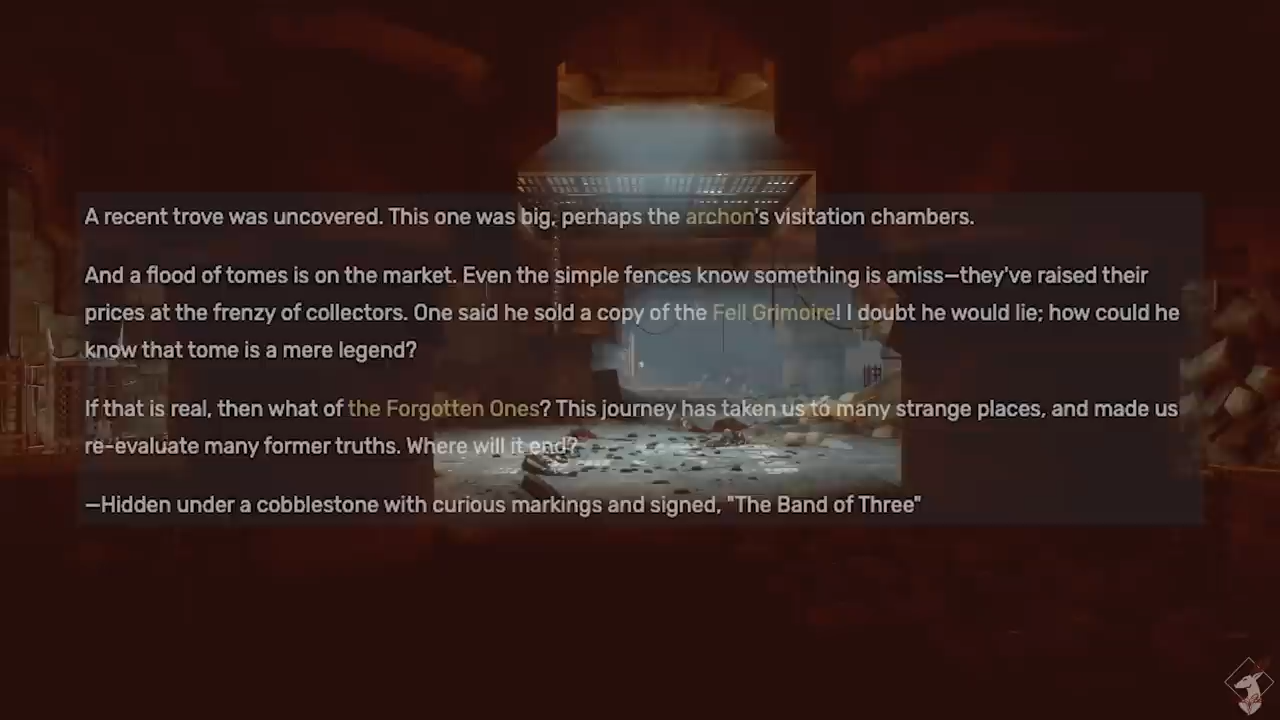 A recent trove was uncovered. This one was big, perhaps the archon's visitation chambers.
And a flood of tomes is on the market. Even the simple fences know something is amiss—they've raised their
prices at the frenzy of collectors. One said he sold a copy of the Fell Grimoire! I doubt he would lie; how could he
know that tome is a mere legend?
If that is real, then what of the Forgotten Ones? This journey has taken us to many strange places, and made us
re-evaluate many former truths. Where will it end?
—Hidden under a cobblestone with curious markings and signed, "The Band of Three"